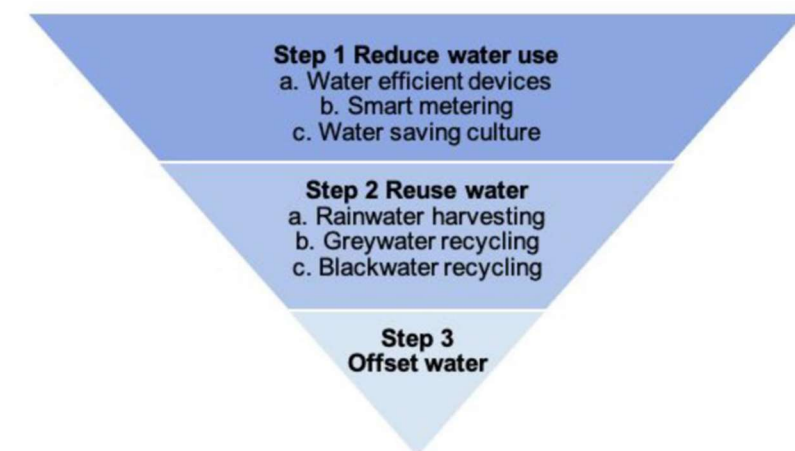 Step 1 Reduce water use
a. Water efficient devices
b. Smart metering
c. Water saving culture
Step 2 Reuse water
a. Rainwater harvesting
b. Greywater recycling
c. Blackwater recycling
Step 3
Offset water